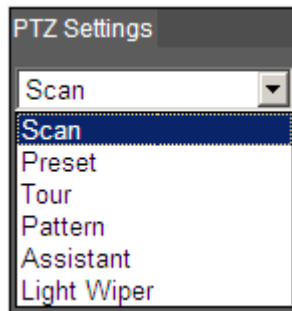 PTZ Settings
Scan
Scan
Preset
Tour
Pattern
Assistant
Light Wiper